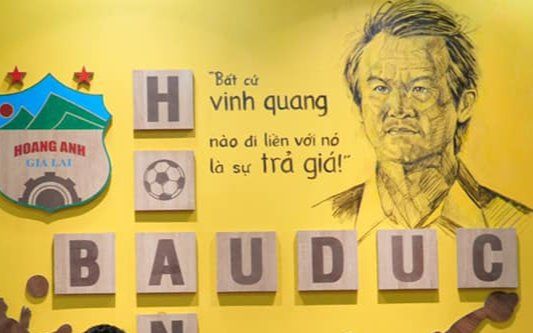 HOANG ANH
GIA LAI
"Bất cứ
vinh quang
nào đi liền với nó
là sự trả giá!"
H
BAUDUC
N